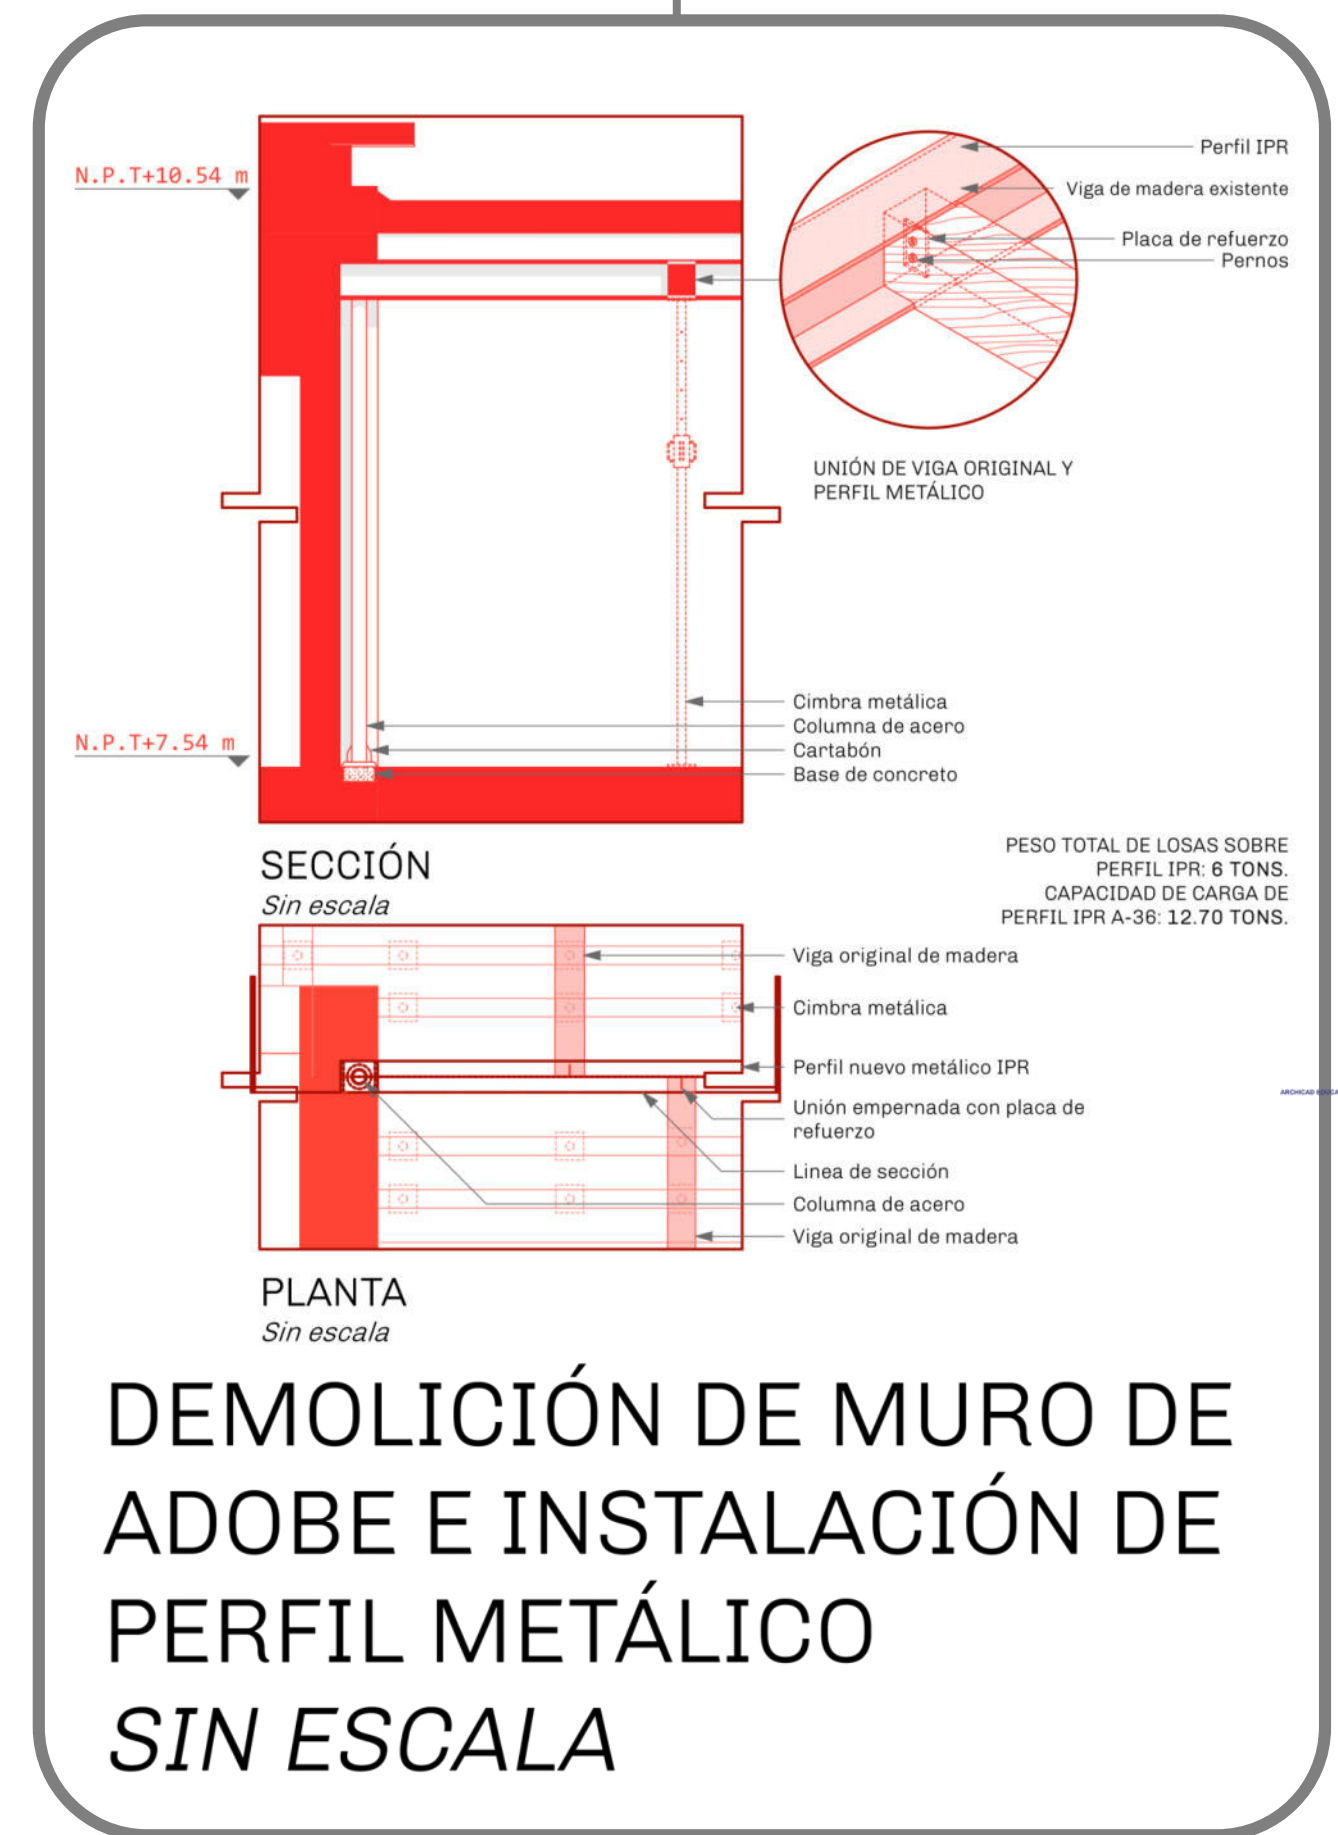 N.P.T+10.54 m
Perfil IPR
Viga de madera existente
Placa de refuerzo
Pernos
UNIÓN DE VIGA ORIGINAL Y
PERFIL METÁLICO
N.P.T+7.54 m
Cimbra metálica
Columna de acero
Cartabón
Base de concreto
SECCIÓN
Sin escala
PESO TOTAL DE LOSAS SOBRE
PERFIL IPR: 6 TONS.
CAPACIDAD DE CARGA DE
PERFIL IPR A-36: 12.70 TONS.
Viga original de madera
Cimbra metálica
Perfil nuevo metálico IPR
Unión empernada con placa de
refuerzo
Linea de sección
Columna de acero
Viga original de madera
ARCHICAD
PLANTA
Sin escala
DEMOLICIÓN DE MURO DE
ADOBE E INSTALACIÓN DE
PERFIL METÁLICO
SIN ESCALA